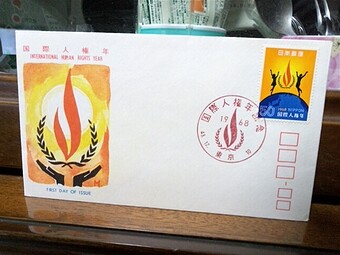 国際人権年
INTERNATIONAL HUMAN RIGHTS YEAR
FIRST DAY OF ISSUE
国際人権年記念
1968
東京
日本郵便
50
国際人権年